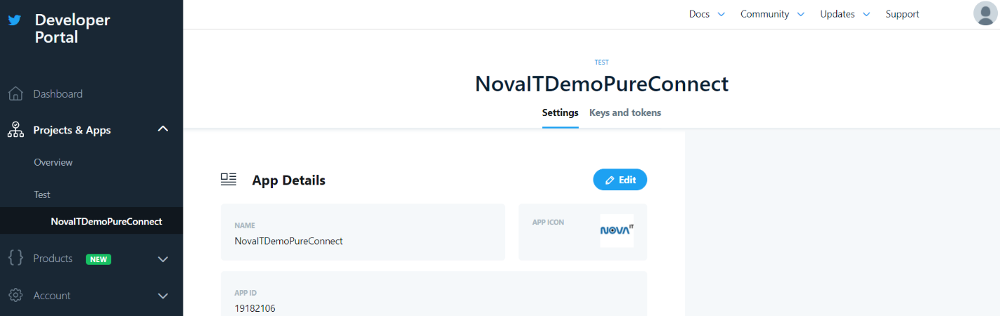 Developer
Portal
Docs
Community
Updates
Support
TEST
NovaITDemoPureConnect
Settings
Keys and tokens
Dashboard
Projects & Apps
Overview
Test
NovaITDemoPureConnect
Products
NEW
Account
App Details
Edit
NAME
NovaITDemoPureConnect
APP ICON
NOVA IT
APP ID
19182106